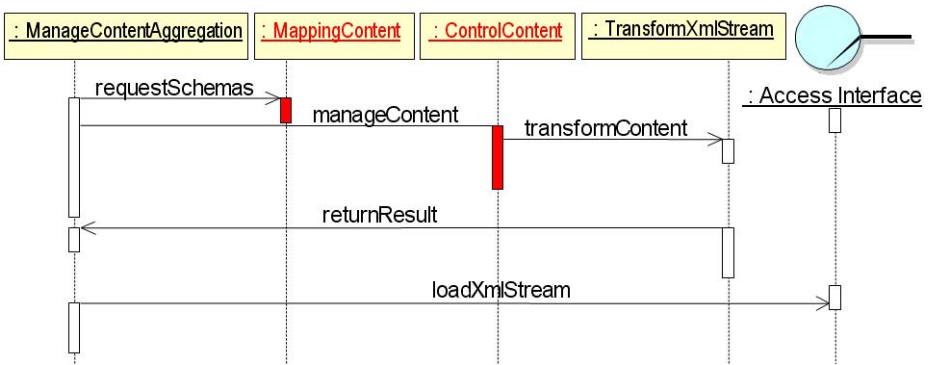 : ManageContentAggregation
: MappingContent
: ControlContent
: TransformXmlStream
: Access Interface
requestSchemas
manageContent
transformContent
returnResult
loadXmlStream